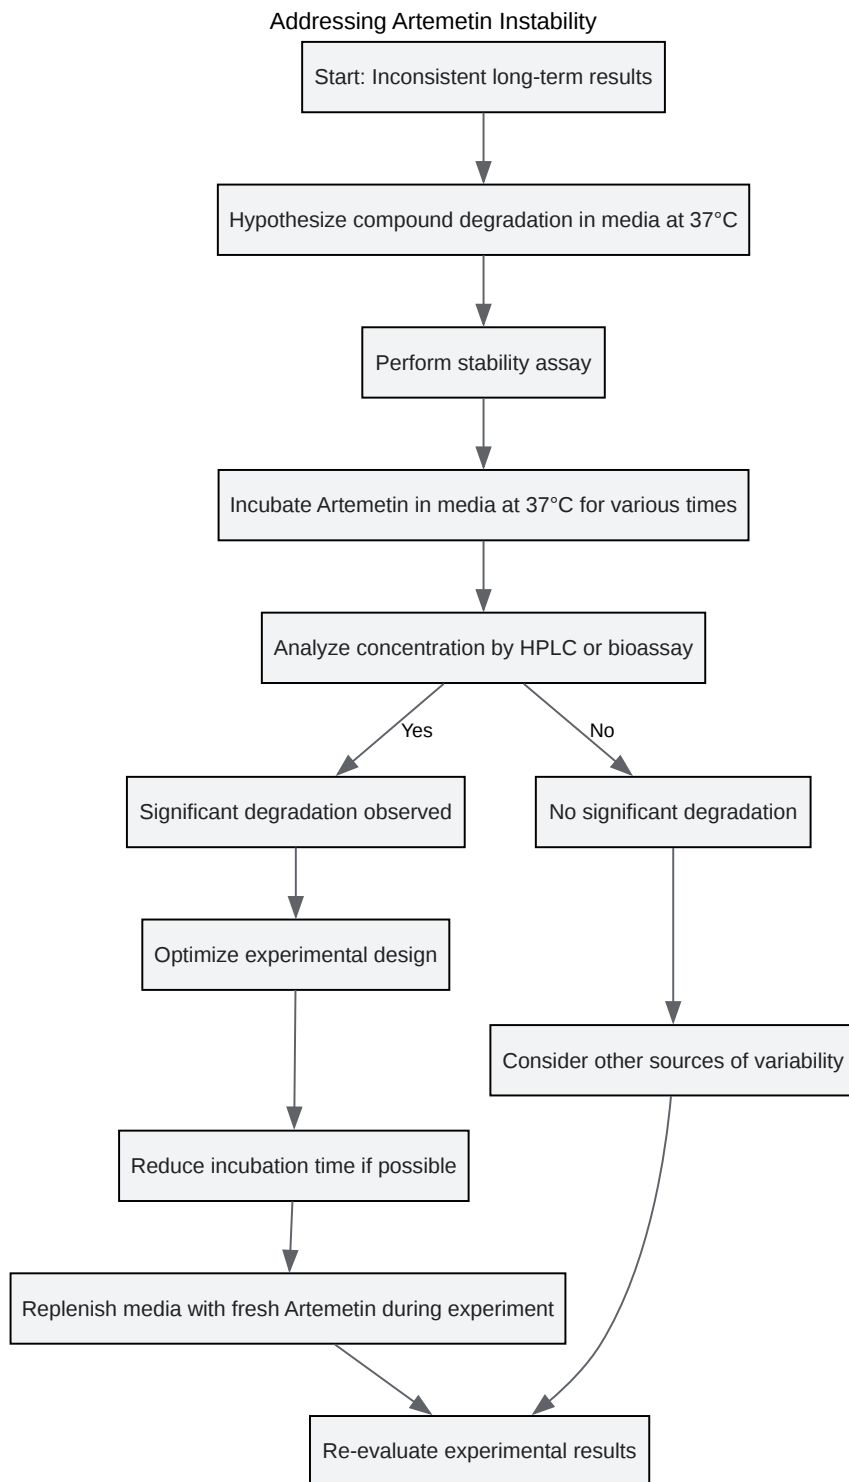 Addressing Artemetin Instability
Start: Inconsistent long-term results
Hypothesize compound degradation in media at 37°C
Perform stability assay
Incubate Artemetin in media at 37°C for various times
Analyze concentration by HPLC or bioassay
Yes
No
Significant degradation observed
No significant degradation
Optimize experimental design
Consider other sources of variability
Reduce incubation time if possible
Replenish media with fresh Artemetin during experiment
Re-evaluate experimental results